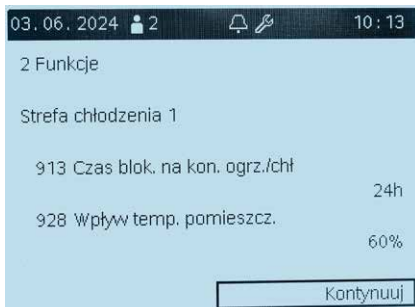 03.06.2024 2 10:13
2 Funkcje
Strefa chłodzenia 1
913 Czas blok. na kon. ogrz./chł
24h
928 Wpływ temp. pomieszcz.
60%
Kontynuuj